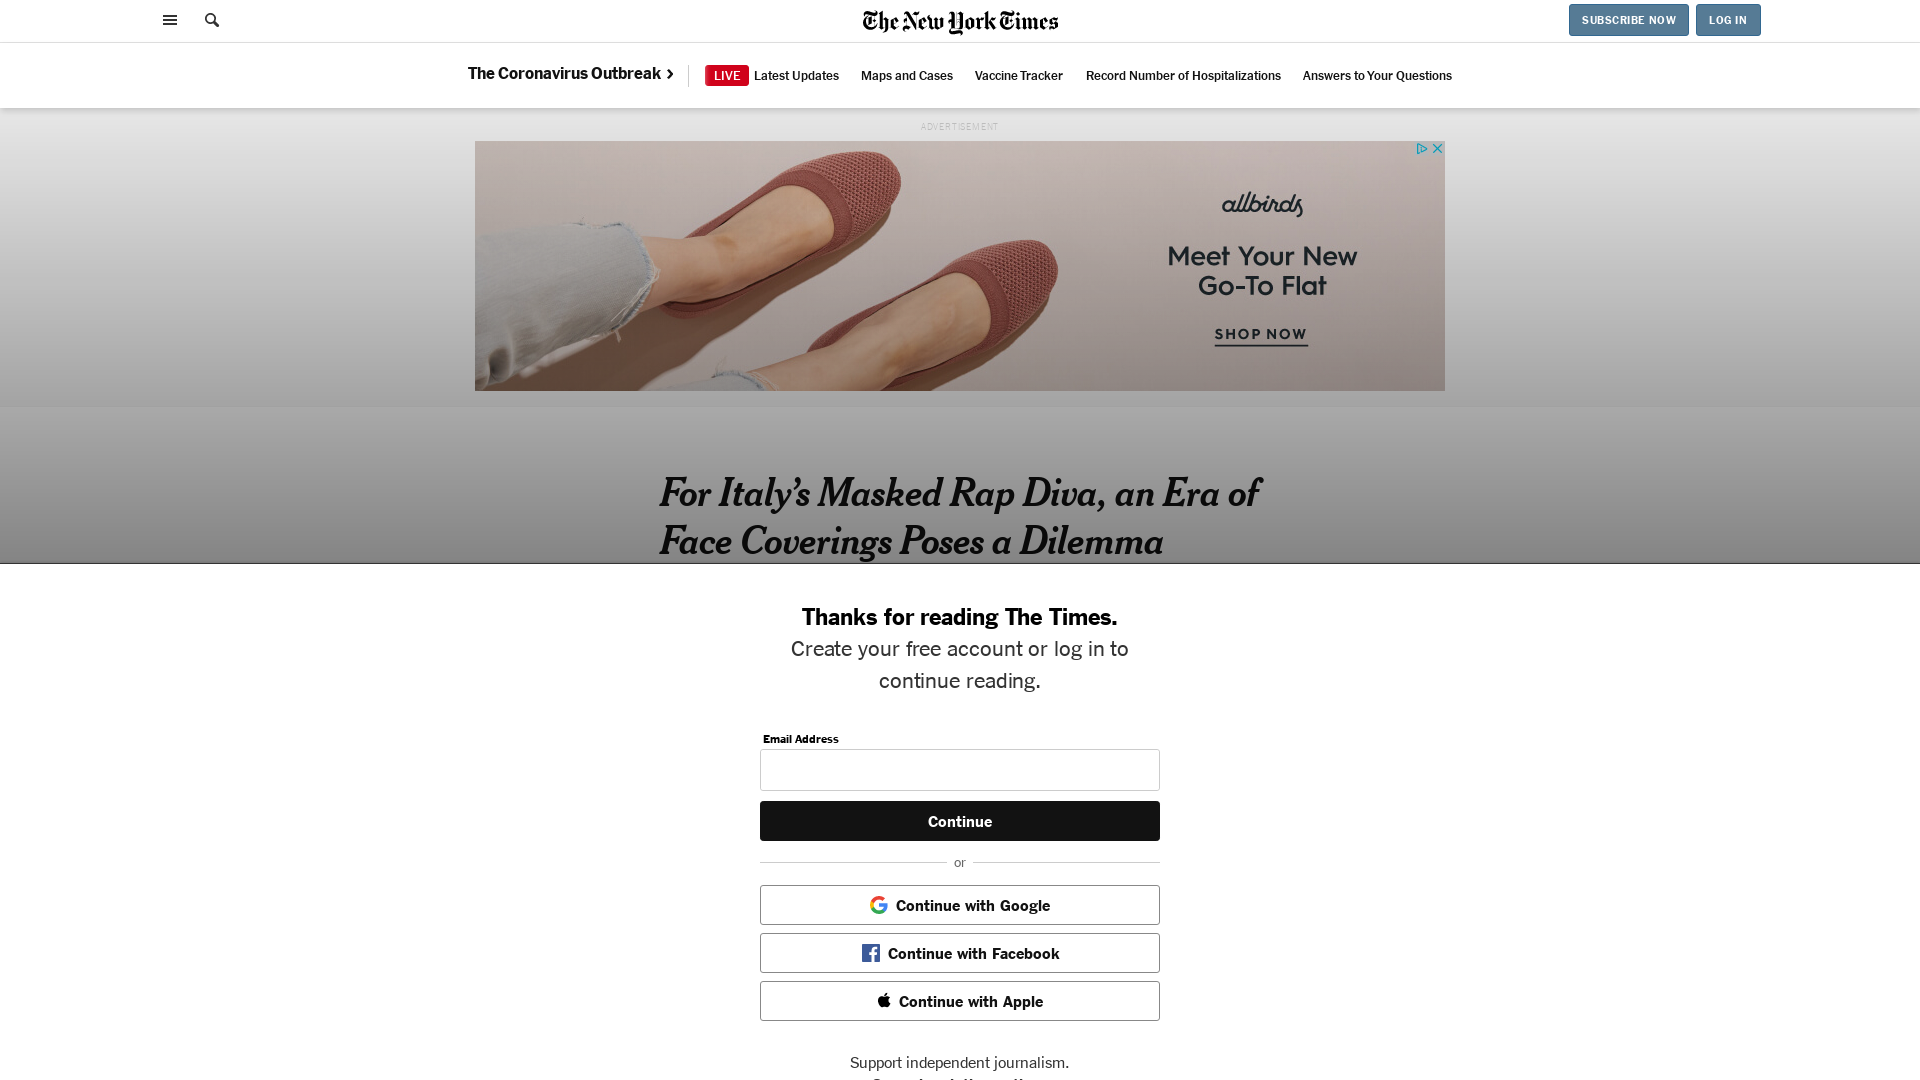 The New York Times
SUBSCRIBE NOW
LOG IN
The Coronavirus Outbreak
LIVE Latest Updates
Maps and Cases
Vaccine Tracker
Record Number of Hospitalizations
Answers to Your Questions
ADVERTISEMENT
allbirds
Meet Your New
Go-To Flat
SHOP NOW
For Italy’s Masked Rap Diva, an Era of
Face Coverings Poses a Dilemma
Thanks for reading The Times.
Create your free account or log in to
continue reading.
Email Address
Continue
or
Continue with Google
Continue with Facebook
Continue with Apple
Support independent journalism.